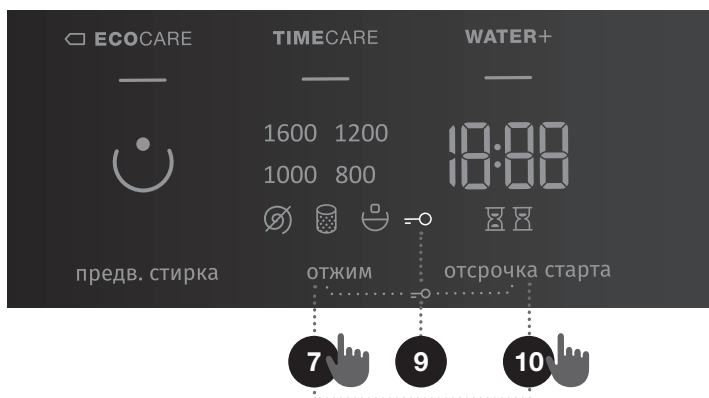 ECOCARE TIMECARE WATER+
1600 1200 18:88
1000 800
предв. стирка отжим отсрочка старта
7 9 10